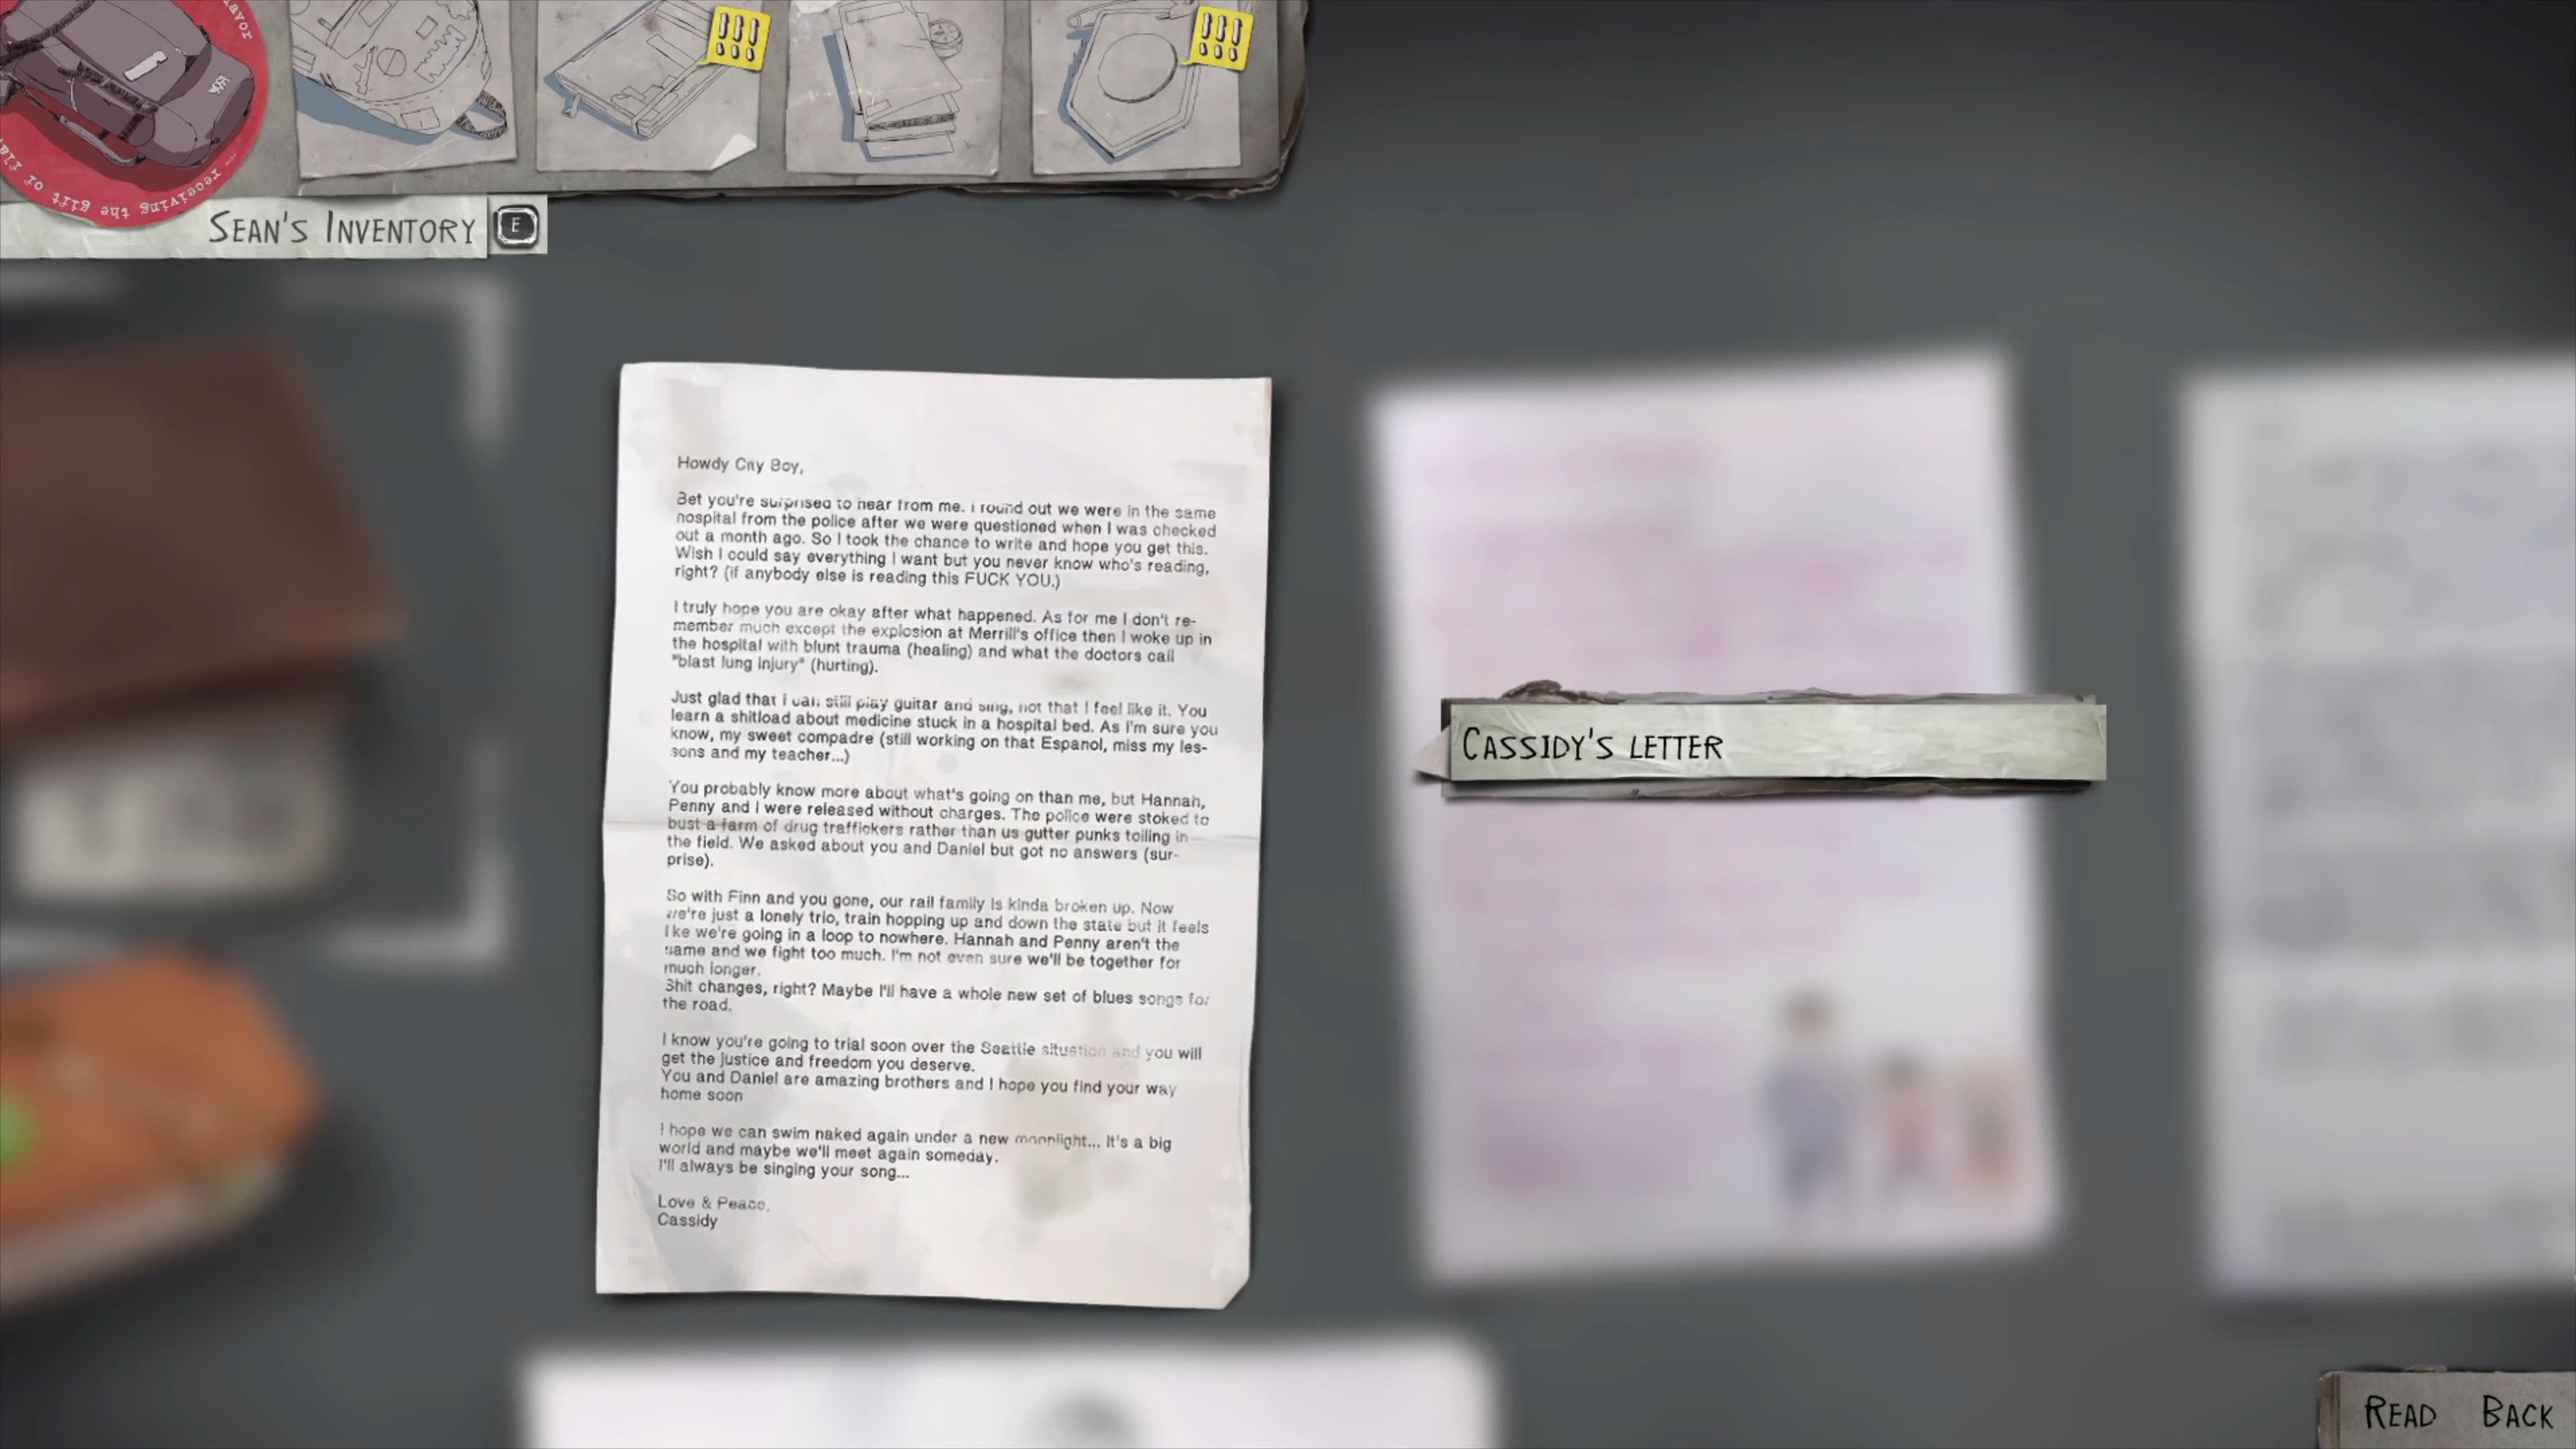 avor
receiving the gift of fla
SEAN'S INVENTORY
E
Howdy City Boy,
Bet you're surprised to hear from me. I found out we were in the same
hospital from the police after we were questioned when I was checked
out a month ago. So I took the chance to write and hope you get this.
Wish I could say everything I want but you never know who's reading,
right? (if anybody else is reading this FUCK YOU.)
I truly hope you are okay after what happened. As for me I don't re-
member much except the explosion at Merrill's office then I woke up in
the hospital with blunt trauma (healing) and what the doctors call
"blast lung injury" (hurting).
Just glad that I can still play guitar and sing, not that I feel like it. You
learn a shitload about medicine stuck in a hospital bed. As I'm sure you
know, my sweet compadre (still working on that Espanol, miss my les-
sons and my teacher...)
You probably know more about what's going on than me, but Hannah,
Penny and I were released without charges. The police were stoked to
bust a farm of drug traffickers rather than us gutter punks toiling in
the field. We asked about you and Daniel but got no answers (sur-
prise).
So with Finn and you gone, our rail family is kinda broken up. Now
we're just a lonely trio, train hopping up and down the state but it feels
like we're going in a loop to nowhere. Hannah and Penny aren't the
same and we fight too much. I'm not even sure we'll be together for
much longer.
Shit changes, right? Maybe I'll have a whole new set of blues songs for
the road.
I know you're going to trial soon over the Seattle situation and you will
get the justice and freedom you deserve.
You and Daniel are amazing brothers and I hope you find your way
home soon
I hope we can swim naked again under a new moonlight... It's a big
world and maybe we'll meet again someday.
I'll always be singing your song...
Love & Peace,
Cassidy
CASSIDY'S LETTER
READ BACK